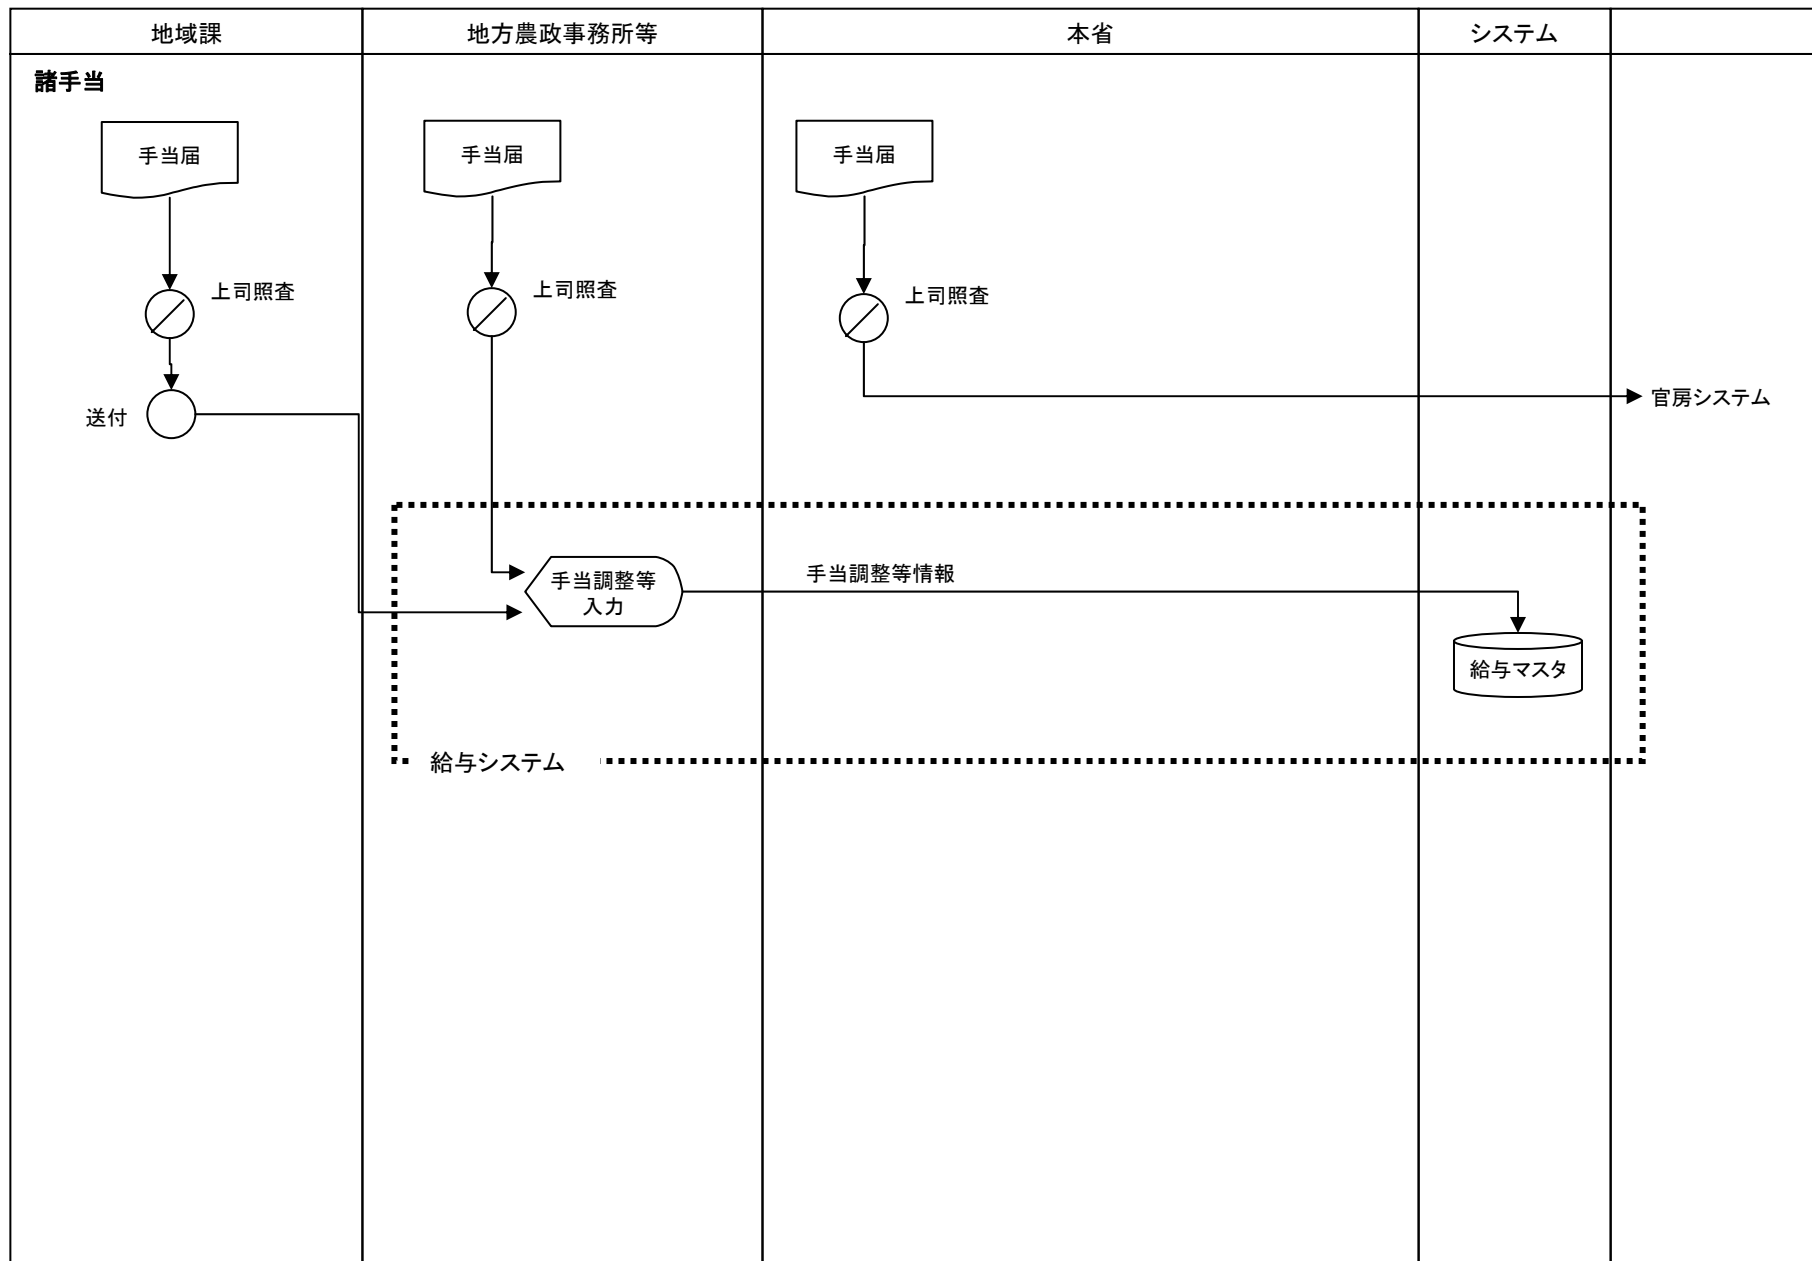 地域課
地方農政事務所等
本省
システム
諸手当
手当届
手当届
手当届
上司照査
上司照査
上司照査
送付
官房システム
手当調整等
入力
手当調整等情報
給与マスタ
給与システム